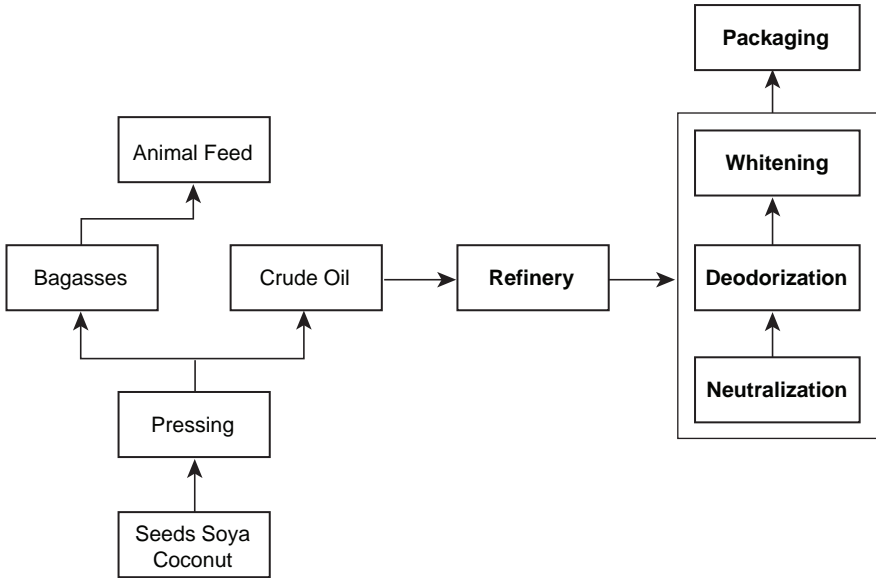 Packaging
Animal Feed
Whitening
Bagasses
Crude Oil
Refinery
Deodorization
Neutralization
Pressing
Seeds Soya
Coconut